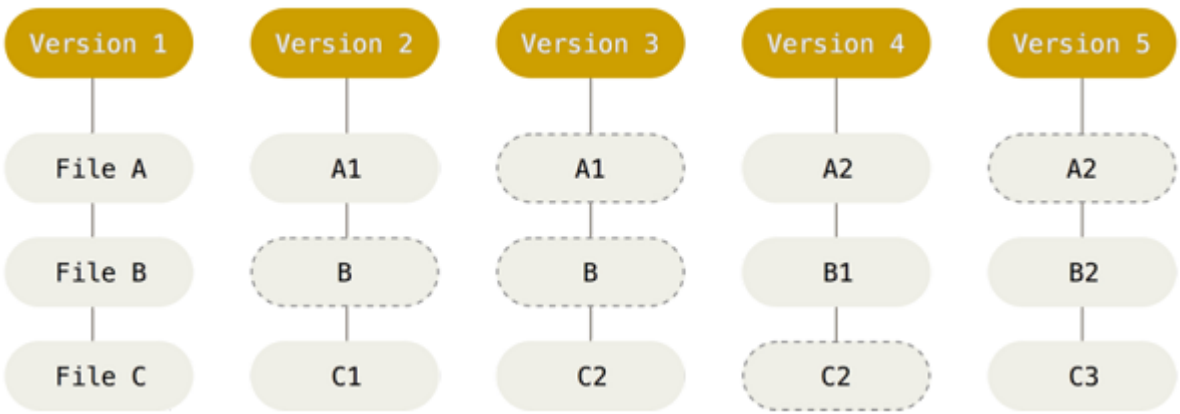 Version 1 Version 2 Version 3 Version 4 Version 5
File A A1 A1 A2 A2
File B B B B1 B2
File C C1 C2 C2 C3